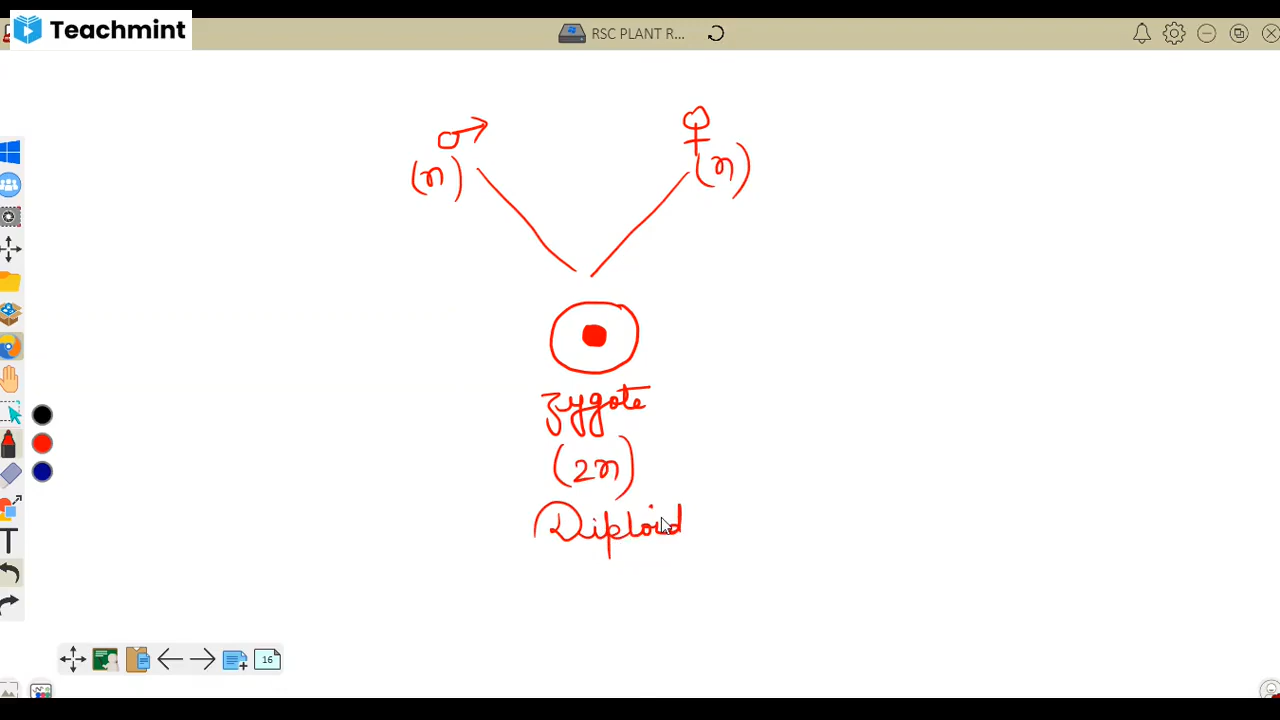 Teachmint
RSC PLANT R...
♂ ♀
(n) (n)
zygote
(2n)
Diploid
T
16